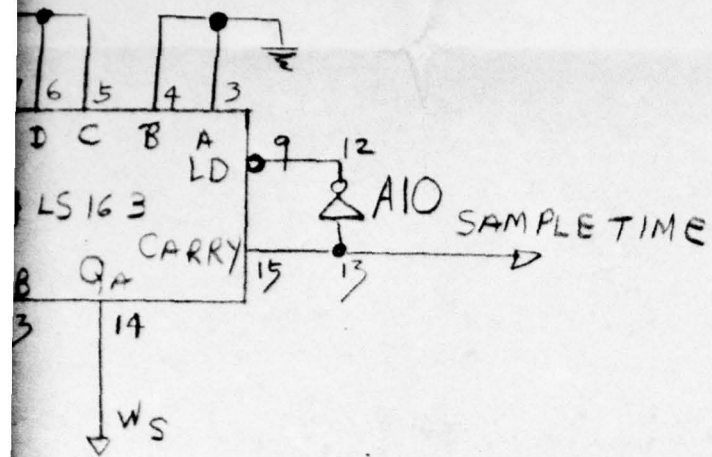 6 5 4 3
D C B A
LD 9 12
LS 163 A10
SAMPLE TIME
CARRY
15 13
B QA
3 14
WS